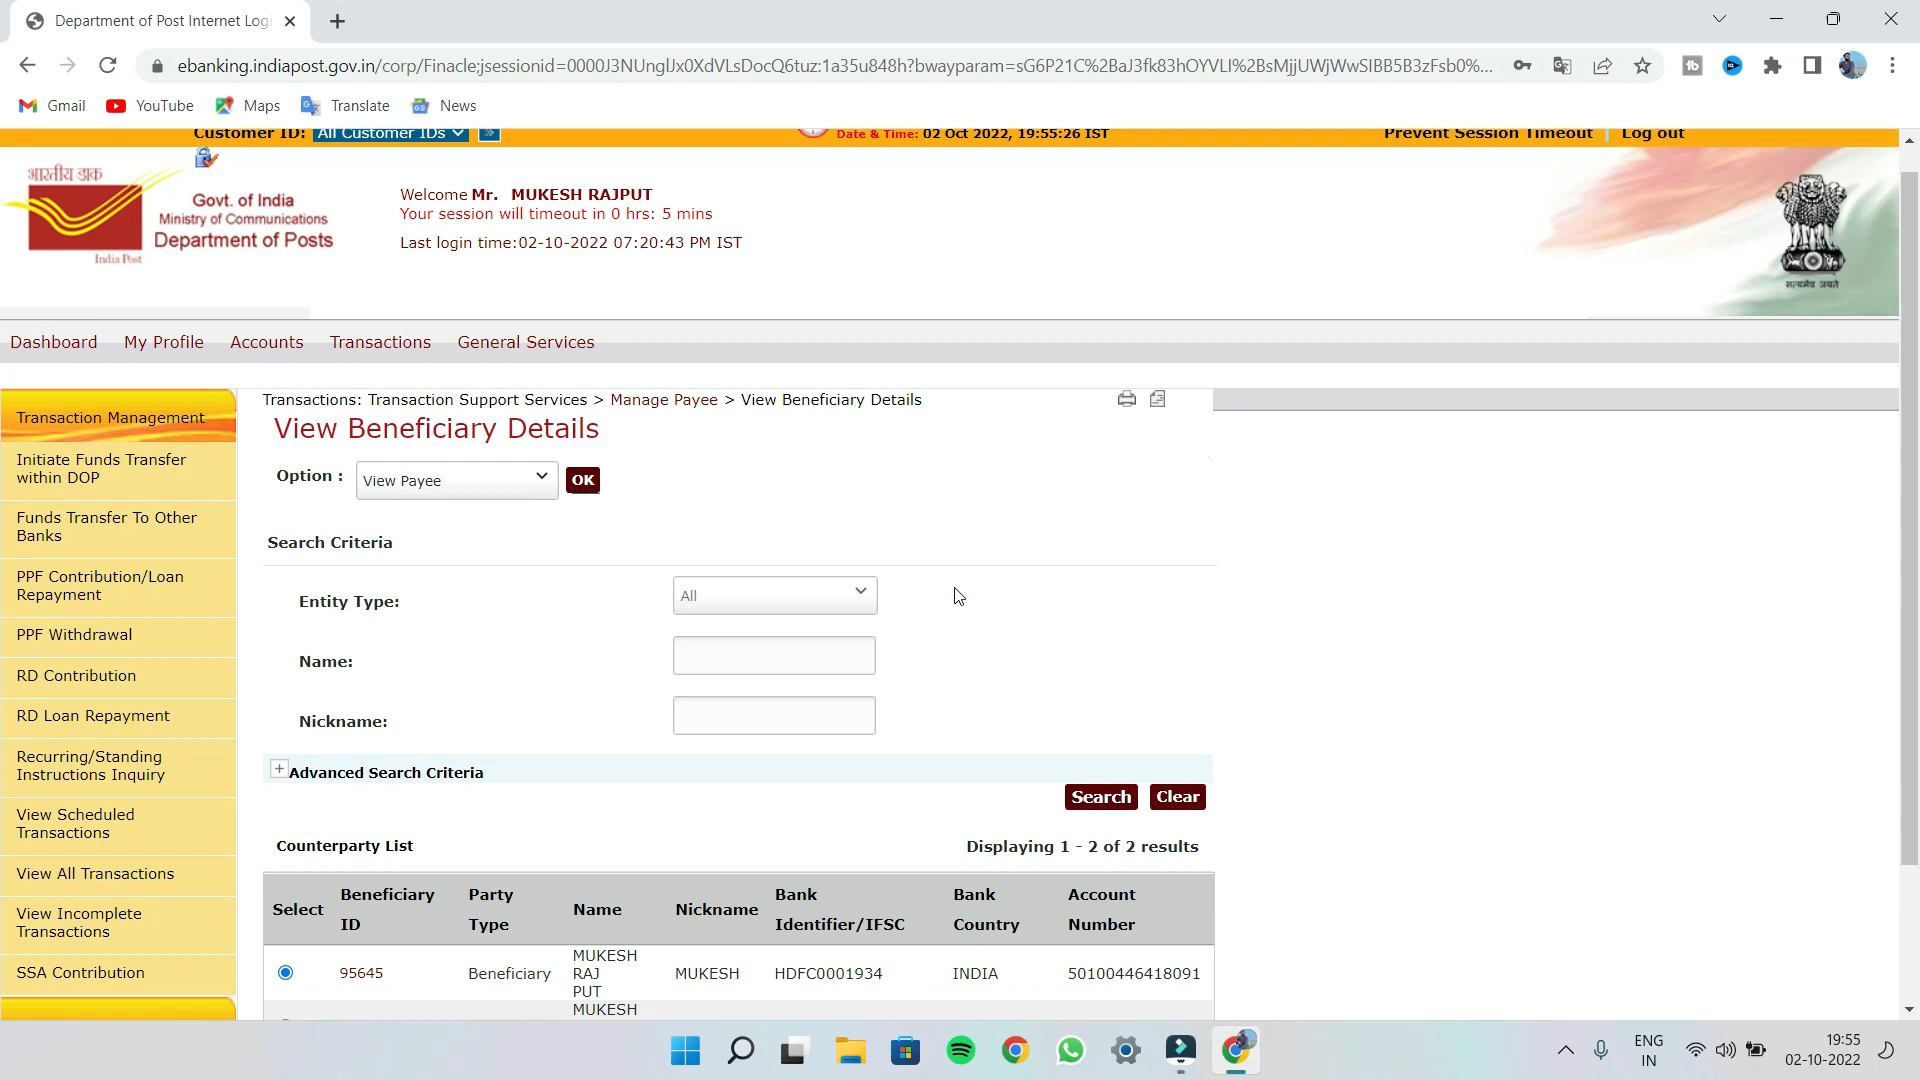 Department of Post Internet Logi
ebanking.indiapost.gov.in/corp/Finacle;jsessionid=0000J3NUnglJx0XdVLsDocQ6tuz:1a35u848h?bwayparam=sG6P21C%2BaJ3fk83hOYVLI%2BsMjjUWjWwSIBB5B3zFsb0%...
Gmail YouTube Maps Translate News
Customer ID: All Customer IDs Date & Time: 02 Oct 2022, 19:55:26 IST Prevent Session Timeout | Log out
भारतीय डाक
India Post
Govt. of India
Ministry of Communications
Department of Posts
Welcome Mr. MUKESH RAJPUT
Your session will timeout in 0 hrs: 5 mins
Last login time:02-10-2022 07:20:43 PM IST
सत्यमेव जयते
Dashboard My Profile Accounts Transactions General Services
Transaction Management
Initiate Funds Transfer
within DOP
Funds Transfer To Other
Banks
PPF Contribution/Loan
Repayment
PPF Withdrawal
RD Contribution
RD Loan Repayment
Recurring/Standing
Instructions Inquiry
View Scheduled
Transactions
View All Transactions
View Incomplete
Transactions
SSA Contribution
Transactions: Transaction Support Services > Manage Payee > View Beneficiary Details
View Beneficiary Details
Option : View Payee OK
Search Criteria
Entity Type: All
Name:
Nickname:
+ Advanced Search Criteria
Search Clear
Counterparty List Displaying 1 - 2 of 2 results
Select Beneficiary ID Party Type Name Nickname Bank Identifier/IFSC Bank Country Account Number
95645 Beneficiary MUKESH RAJ PUT MUKESH HDFC0001934 INDIA 50100446418091
MUKESH
ENG
IN
19:55
02-10-2022